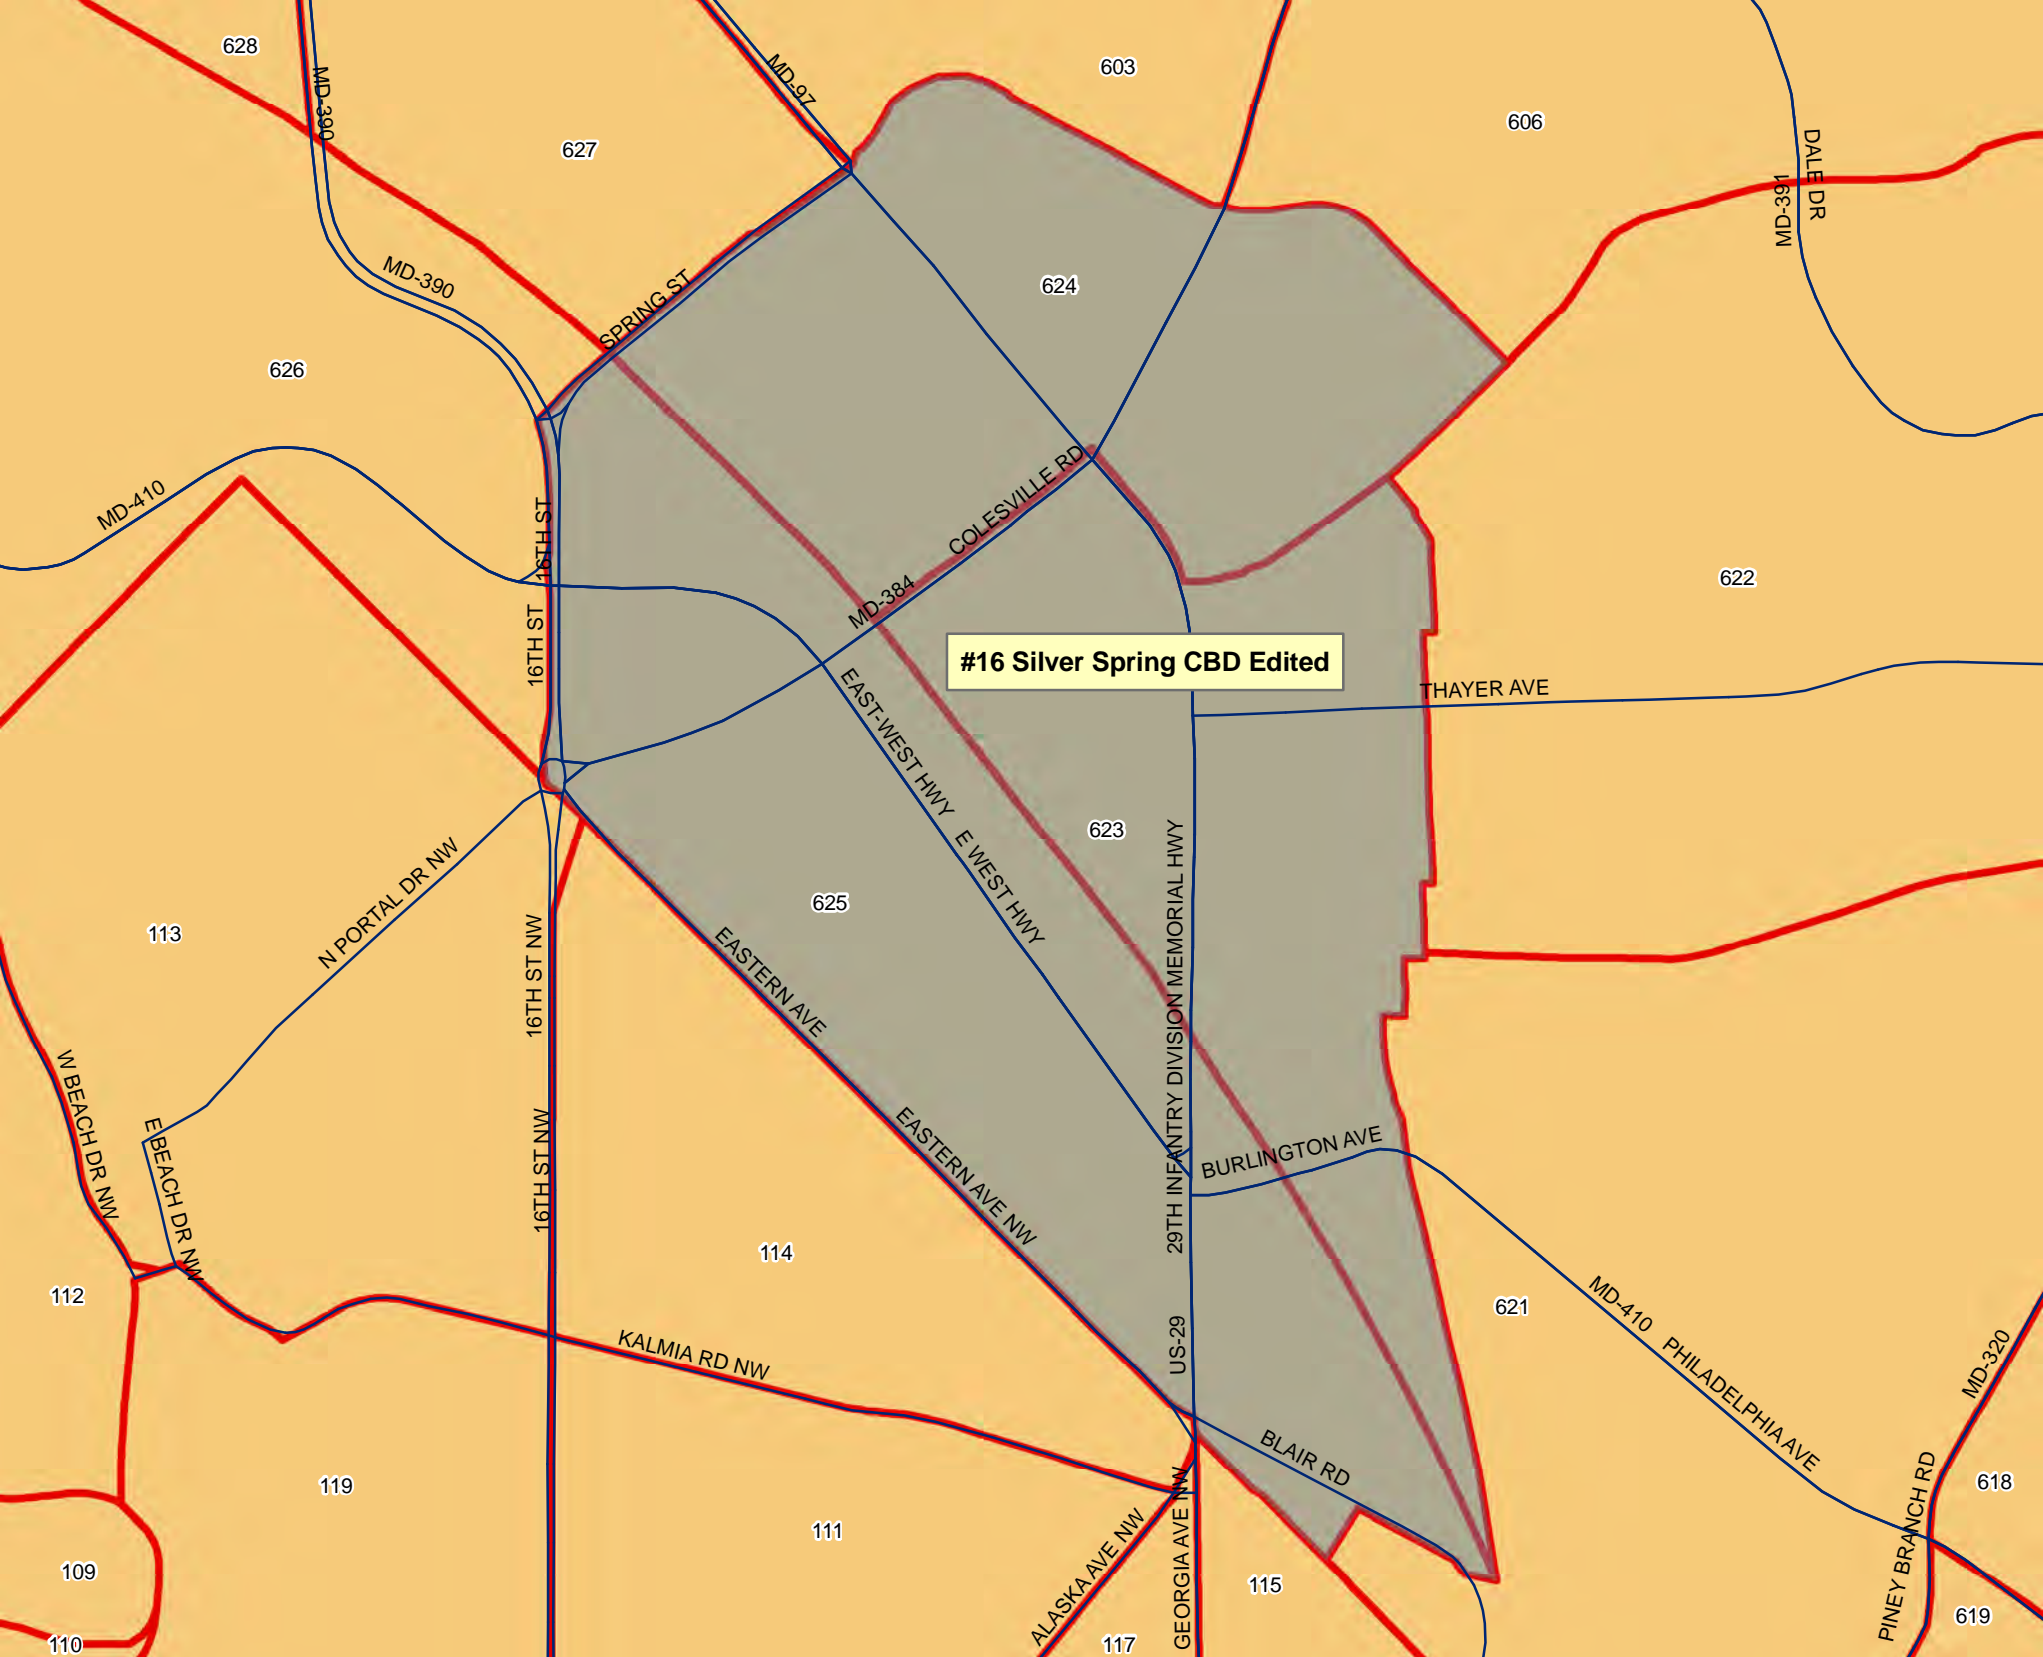 628
603
MD-97
606
MD-390
627
DALE DR
MD-391
MD-390
624
SPRING ST
626
MD-410
16TH ST
COLESVILLE RD
622
MD-384
16TH ST
#16 Silver Spring CBD Edited
THAYER AVE
EAST-WEST HWY
623
E WEST HWY
N PORTAL DR NW
625
113
16TH ST NW
EASTERN AVE
29TH INFANTRY DIVISION MEMORIAL HWY
W BEACH DR NW
E BEACH DR NW
16TH ST NW
EASTERN AVE NW
BURLINGTON AVE
114
112
621
MD-410
US-29
KALMIA RD NW
PHILADELPHIA AVE
MD-320
BLAIR RD
119
618
111
ALASKA AVE NW
GEORGIA AVE NW
PINEY BRANCH RD
109
115
619
110
117